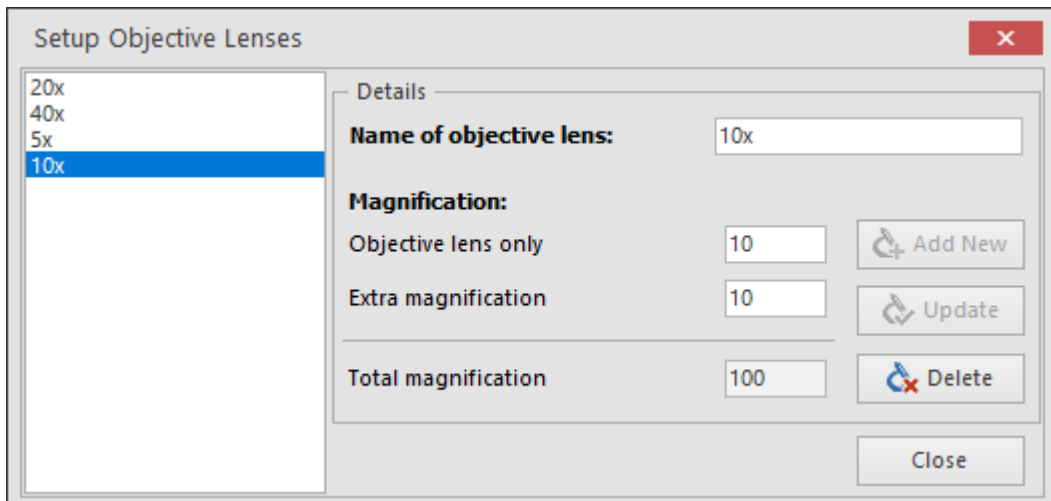 Setup Objective Lenses
20x
40x
5x
10x
Details
Name of objective lens: 10x
Magnification:
Objective lens only 10 Add New
Extra magnification 10 Update
Total magnification 100 Delete
Close